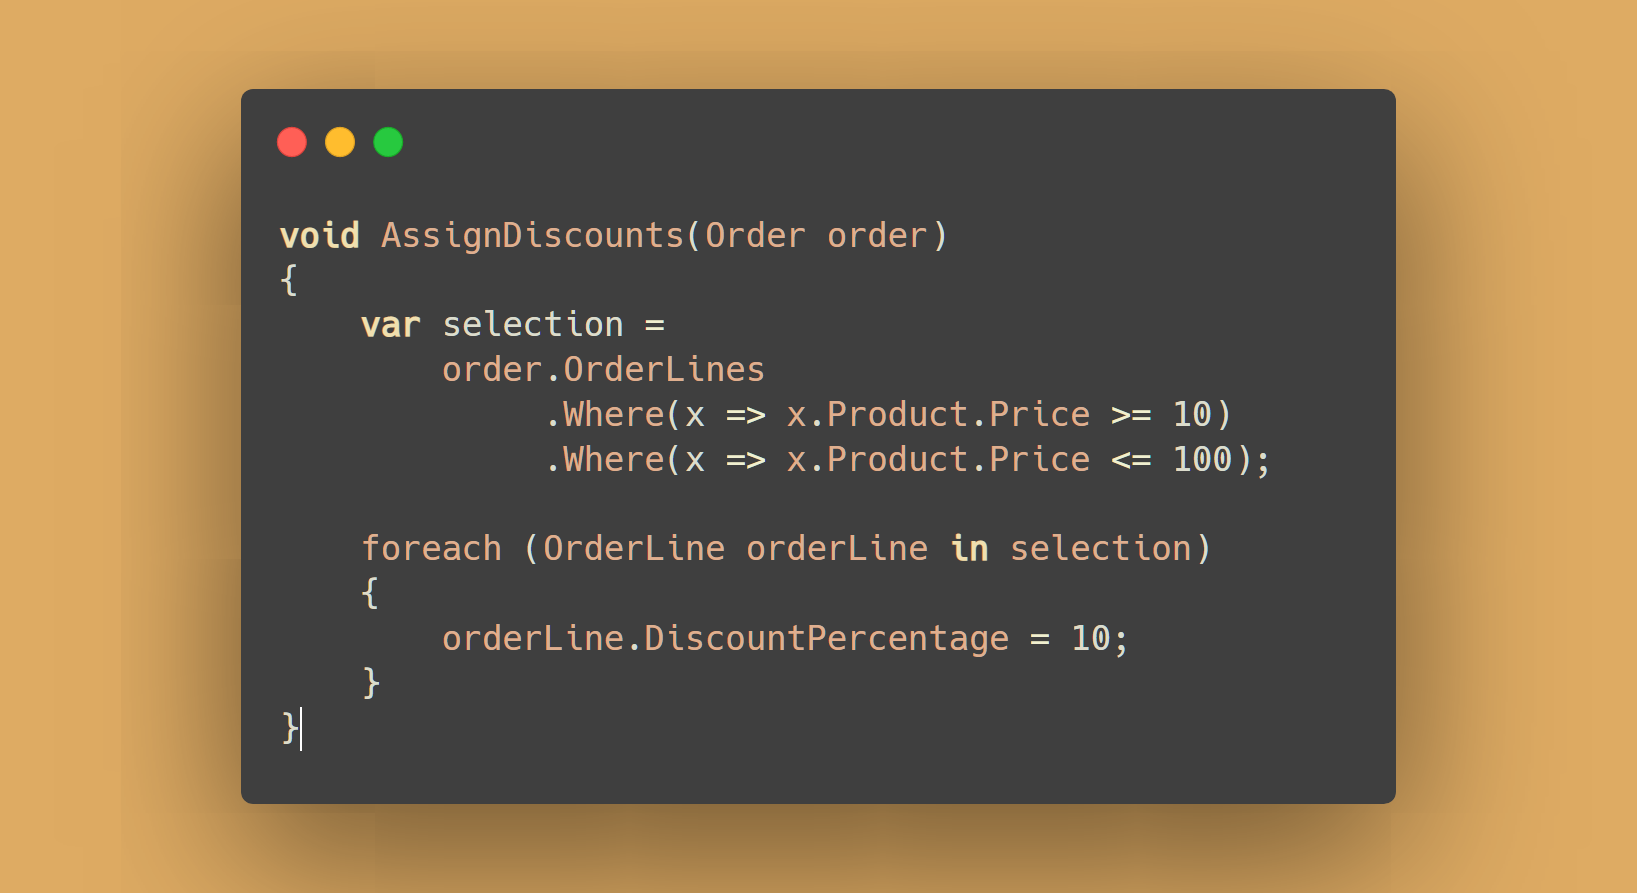 void AssignDiscounts(Order order)
{
    var selection =
        order.OrderLines
             .Where(x => x.Product.Price >= 10)
             .Where(x => x.Product.Price <= 100);

    foreach (OrderLine orderLine in selection)
    {
        orderLine.DiscountPercentage = 10;
    }
}